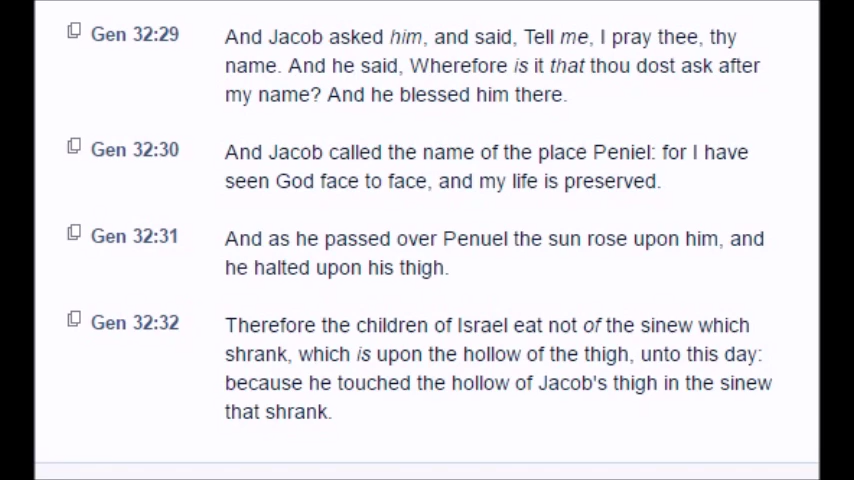 Gen 32:29 And Jacob asked him, and said, Tell me, I pray thee, thy
name. And he said, Wherefore is it that thou dost ask after
my name? And he blessed him there.
Gen 32:30 And Jacob called the name of the place Peniel: for I have
seen God face to face, and my life is preserved.
Gen 32:31 And as he passed over Penuel the sun rose upon him, and
he halted upon his thigh.
Gen 32:32 Therefore the children of Israel eat not of the sinew which
shrank, which is upon the hollow of the thigh, unto this day:
because he touched the hollow of Jacob's thigh in the sinew
that shrank.